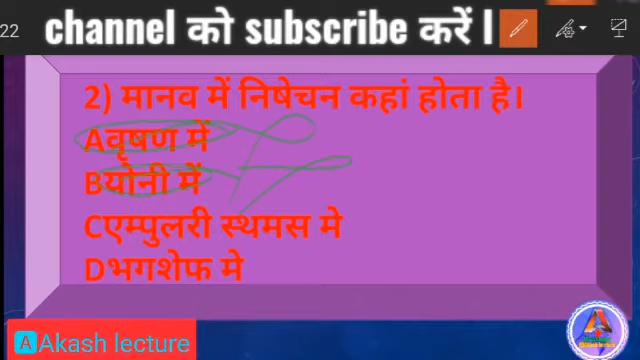 channel को subscribe करें l
22
2) मानव में निषेचन कहां होता है।
Aवृषण में
Bयोनी में
Cएम्पुलरी स्थमस मे
Dभगशेफ मे
A Akash lecture